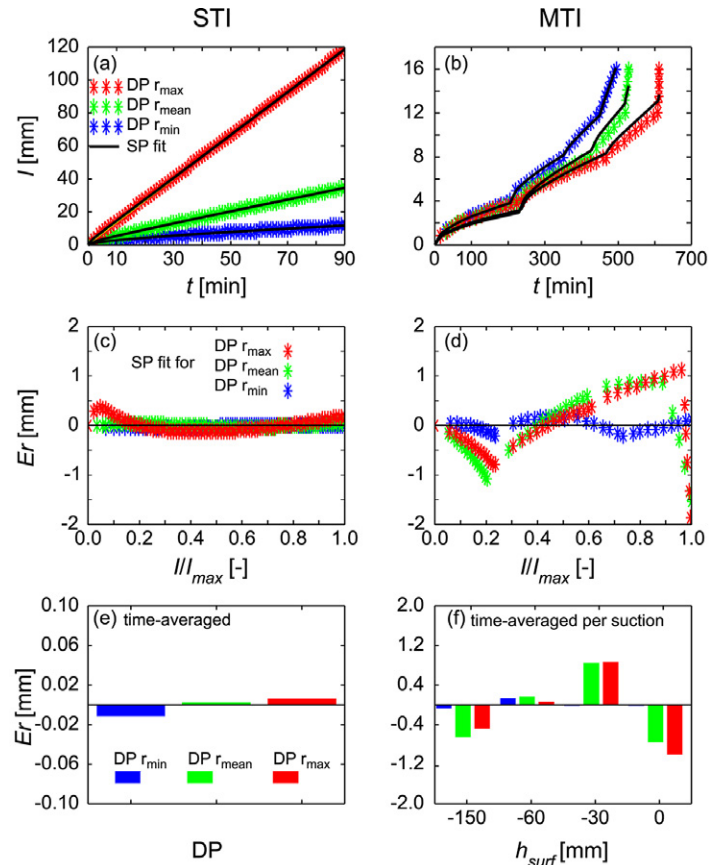 STI MTI
(a)
DP r_max
DP r_mean
DP r_min
SP fit
I [mm]
120
100
80
60
40
20
0
0 10 30 50 70 90
t [min]
(b)
16
12
8
4
0
0 100 300 500 700
t [min]
(c)
SP fit for
DP r_max
DP r_mean
DP r_min
Er [mm]
2
1
0
-1
-2
0.0 0.2 0.4 0.6 0.8 1.0
I/I_max [-]
(d)
2
1
0
-1
-2
0.0 0.2 0.4 0.6 0.8 1.0
I/I_max [-]
(e) time-averaged
Er [mm]
0.10
0.06
0.02
-0.02
-0.06
-0.10
DP r_min DP r_mean DP r_max
DP
(f) time-averaged per suction
2.0
1.2
0.4
-0.4
-1.2
-2.0
-150 -60 -30 0
h_surf [mm]